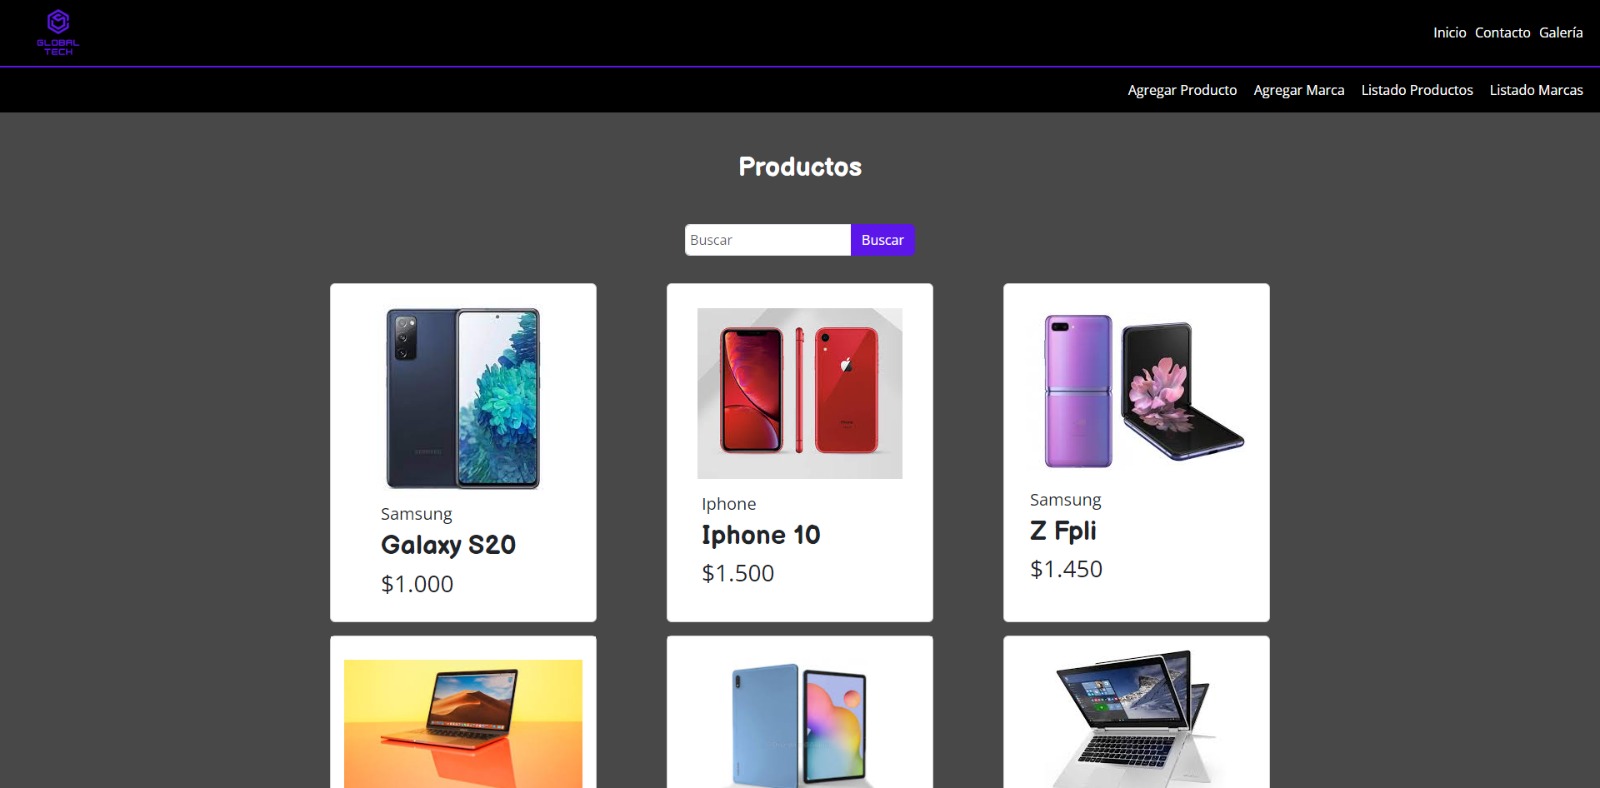 GLOBAL
TECH
Inicio Contacto Galería
Agregar Producto Agregar Marca Listado Productos Listado Marcas
Productos
Buscar Buscar
SAMSUNG
Samsung
Galaxy S20
$1.000
Iphone
Iphone 10
$1.500
Samsung
Z Fpli
$1.450